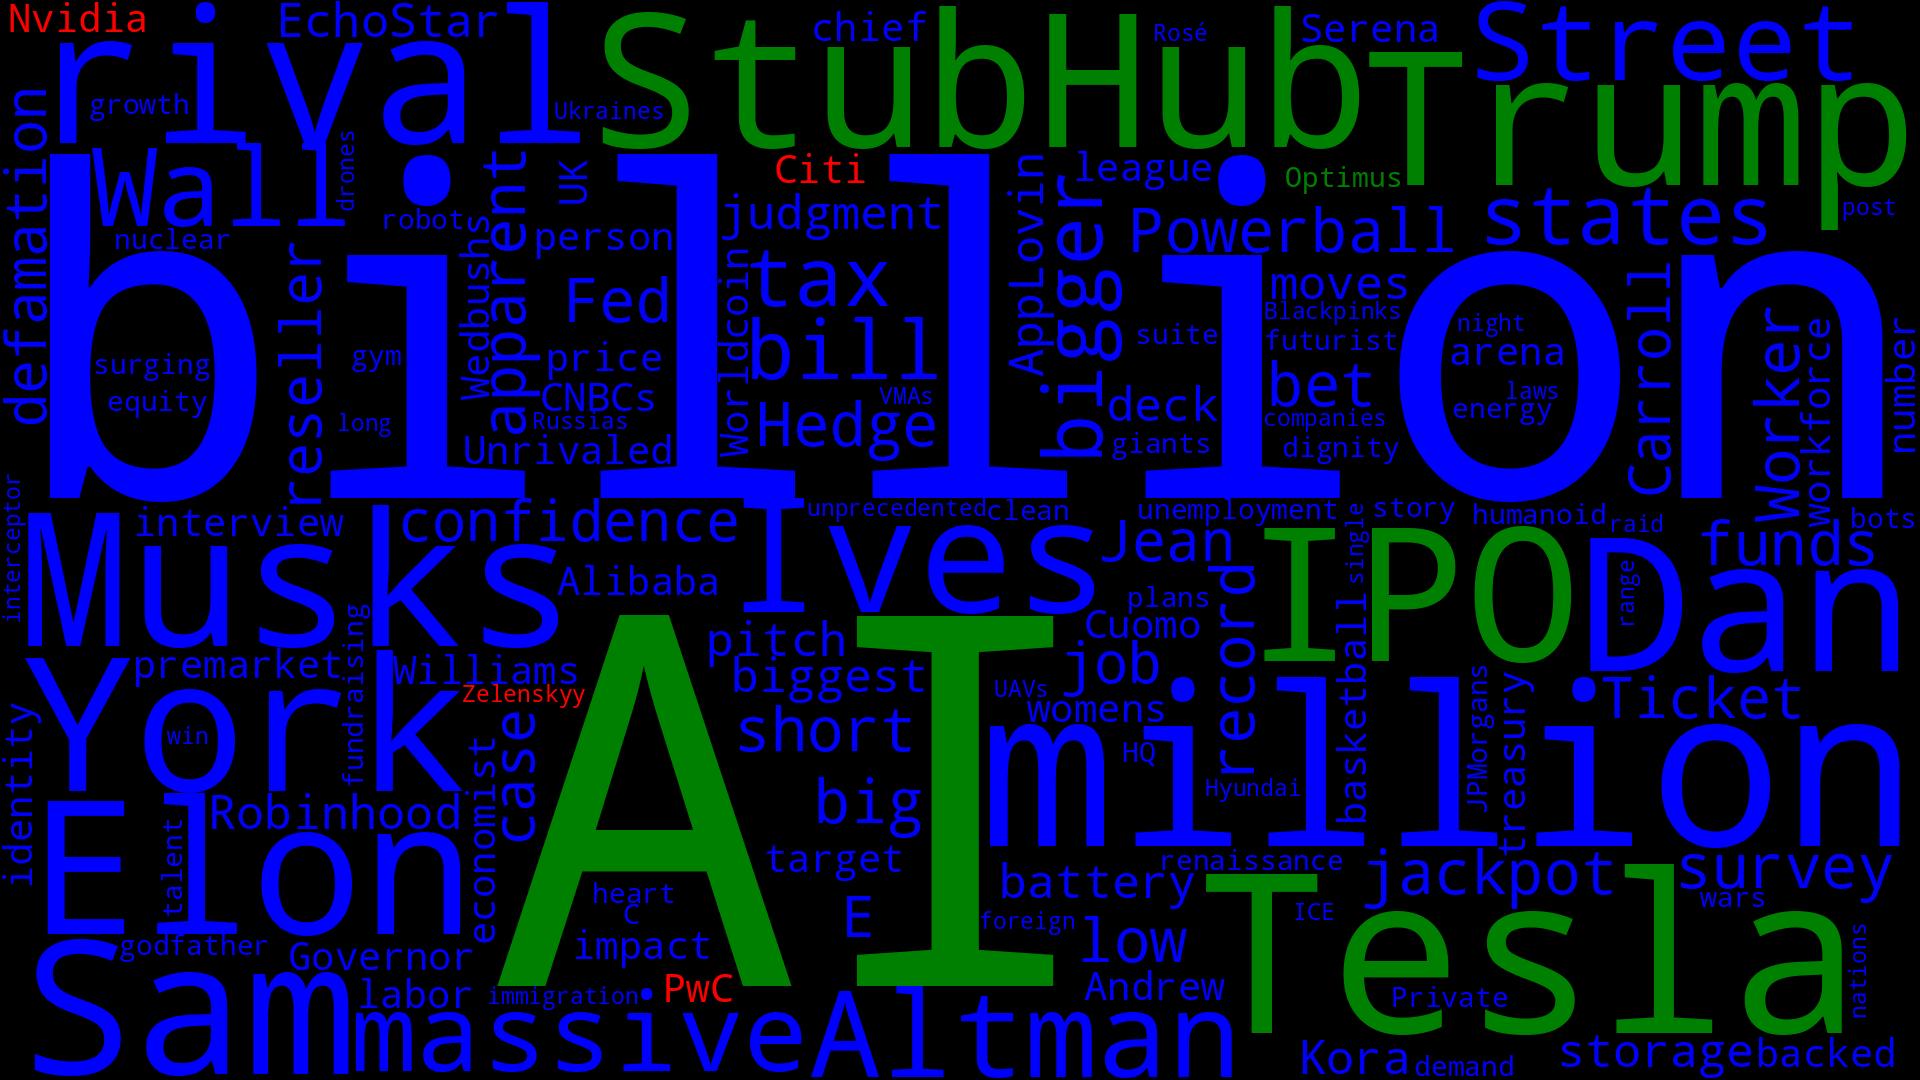 Nvidia
EchoStar
chief
Rosé
Serena
Street
rival
StubHub
Trump
growth
Ukraines
defamation
Wall
drones
apparent
UK
Citi
AppLovin
league
Optimus
robot
judgment
Powerball
states
post
nuclear
Wedbushs
person
bigger
billion
reseller
Fed
Worldcoin
tax
moves
Blackpinks
Carroll
Worker
night
workforce
number
surging
gym
price
bill
suite
futurist
arena
equity
CNBCs
VMAs
bet
laws
energy
long
Russias
Hedge
deck
companies
Unrivaled
giants
dignity
interceptor
Musks
interview
confidence
Ives
unprecedented
clean
unemployment
single
story
humanoid
raid
bots
Jean
record
IPO
Dan
funds
Alibaba
range
plans
Cuomo
York
premarket
fundraising
Williams
pitch
job
basketball
biggest
Zelenskyy
UAVs
JPMorgans
treasury
Ticket
identity
win
case
short
womens
million
HQ
economist
AI
big
Hyundai
Elon
talent
Robinhood
target
renaissance
jackpot
survey
heart
battery
Tesla
wars
C
E
foreign
ICE
Sam
godfather
Governor
impact
low
nations
labor
immigration
PwC
Andrew
Private
massive
Altman
Kora
demand
storage
backed